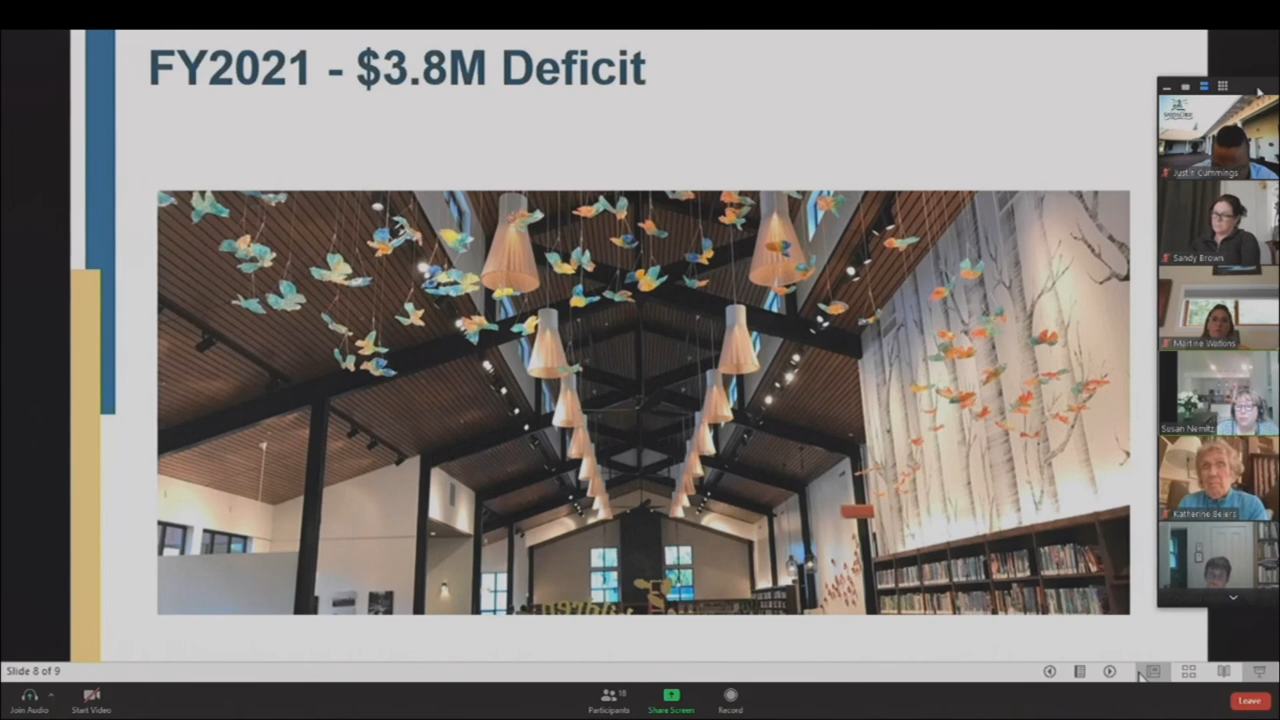 FY2021 - $3.8M Deficit
Justin Cummings
Sandy Brown
Martine Watkins
Susan Nemitz
Katherine Beiers
Slide 8 of 9
Join Audio
Start Video
Participants
18
Share Screen
Record
Leave